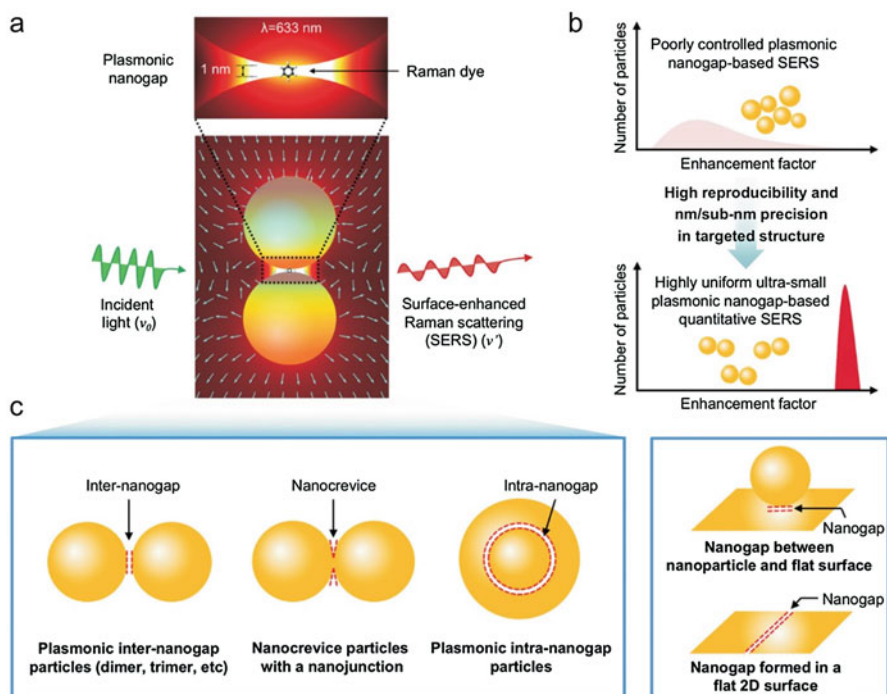 a
λ=633 nm
Plasmonic
nanogap
1 nm
Raman dye
Incident
light (ν₀)
Surface-enhanced
Raman scattering
(SERS) (ν')
b
Number of particles
Poorly controlled plasmonic
nanogap-based SERS
Enhancement factor
High reproducibility and
nm/sub-nm precision
in targeted structure
Number of particles
Highly uniform ultra-small
plasmonic nanogap-based
quantitative SERS
Enhancement factor
c
Inter-nanogap
Plasmonic inter-nanogap
particles (dimer, trimer, etc)
Nanocrevice
Nanocrevice particles
with a nanojunction
Intra-nanogap
Plasmonic intra-nanogap
particles
Nanogap
Nanogap between
nanoparticle and flat surface
Nanogap
Nanogap formed in a
flat 2D surface